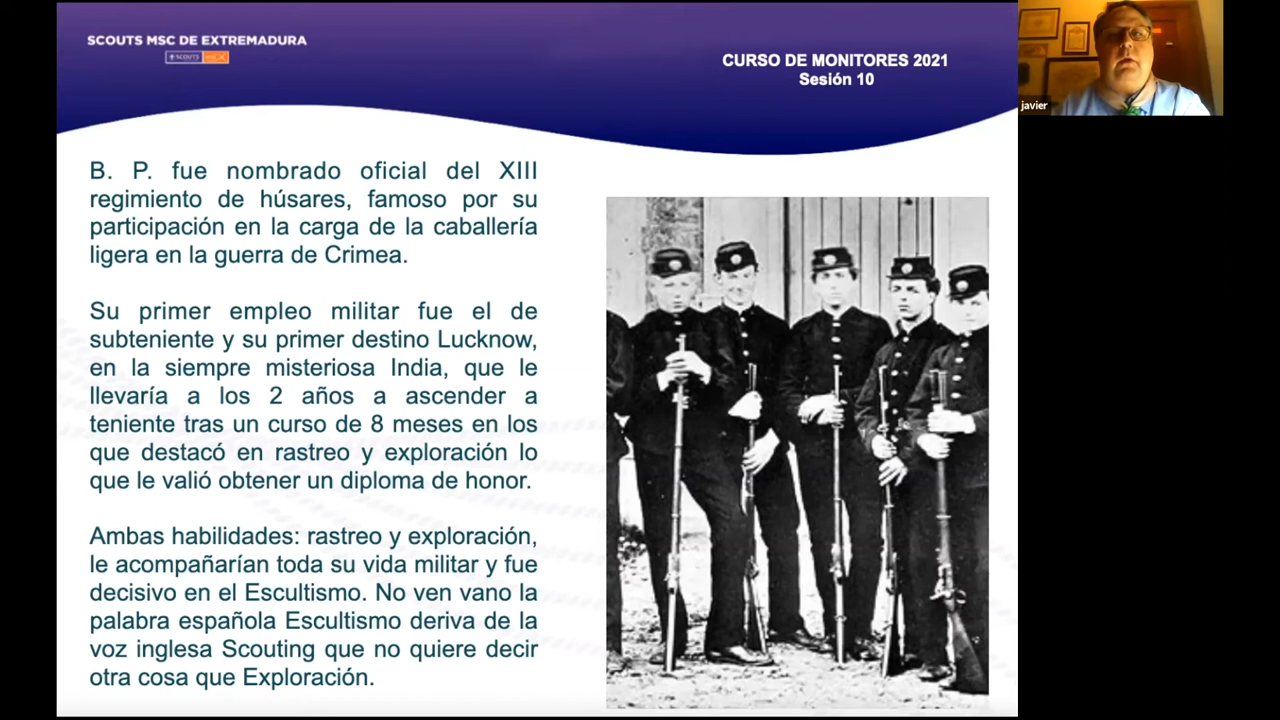 SCOUTS MSC DE EXTREMADURA
SCOUTS MSC
CURSO DE MONITORES 2021
Sesión 10
javier
B. P. fue nombrado oficial del XIII
regimiento de húsares, famoso por su
participación en la carga de la caballería
ligera en la guerra de Crimea.
Su primer empleo militar fue el de
subteniente y su primer destino Lucknow,
en la siempre misteriosa India, que le
llevaría a los 2 años a ascender a
teniente tras un curso de 8 meses en los
que destacó en rastreo y exploración lo
que le valió obtener un diploma de honor.
Ambas habilidades: rastreo y exploración,
le acompañarían toda su vida militar y fue
decisivo en el Escultismo. No ven vano la
palabra española Escultismo deriva de la
voz inglesa Scouting que no quiere decir
otra cosa que Exploración.